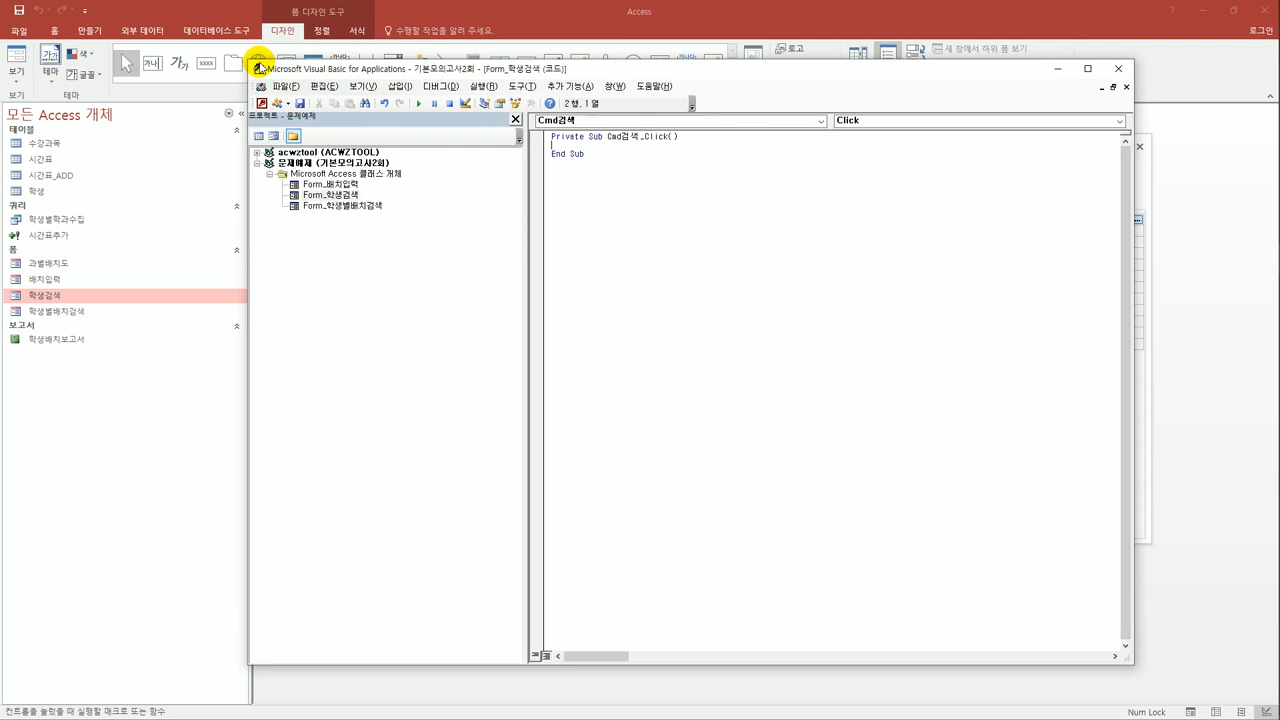 폼 디자인 도구
Access
파일
홈
만들기
외부 데이터
데이터베이스 도구
디자인
정렬
서식
수행할 작업을 알려 주세요.
로그인
보기
보기
가가
테마
색
가 글꼴
테마
가나
가가
xxxx
로고
새 창에서 하위 폼 보기
Microsoft Visual Basic for Applications - 기본모의고사2회 - [Form_학생검색 (코드)]
파일(F)
편집(E)
보기(V)
삽입(I)
디버그(D)
실행(R)
도구(T)
추가 기능(A)
창(W)
도움말(H)
2행, 1열
프로젝트 - 문제예제
acwztool (ACWZTOOL)
문제예제 (기본모의고사2회)
Microsoft Access 클래스 개체
Form_배치입력
Form_학생검색
Form_학생별배치검색
Cmd검색
Click
Private Sub Cmd검색_Click()
End Sub
모든 Access 개체
테이블
수강과목
시간표
시간표_ADD
학생
쿼리
학생별학과수집
시간표추가
폼
과별배치도
배치입력
학생검색
학생별배치검색
보고서
학생배치보고서
컨트롤을 눌렀을 때 실행할 매크로 또는 함수
Num Lock